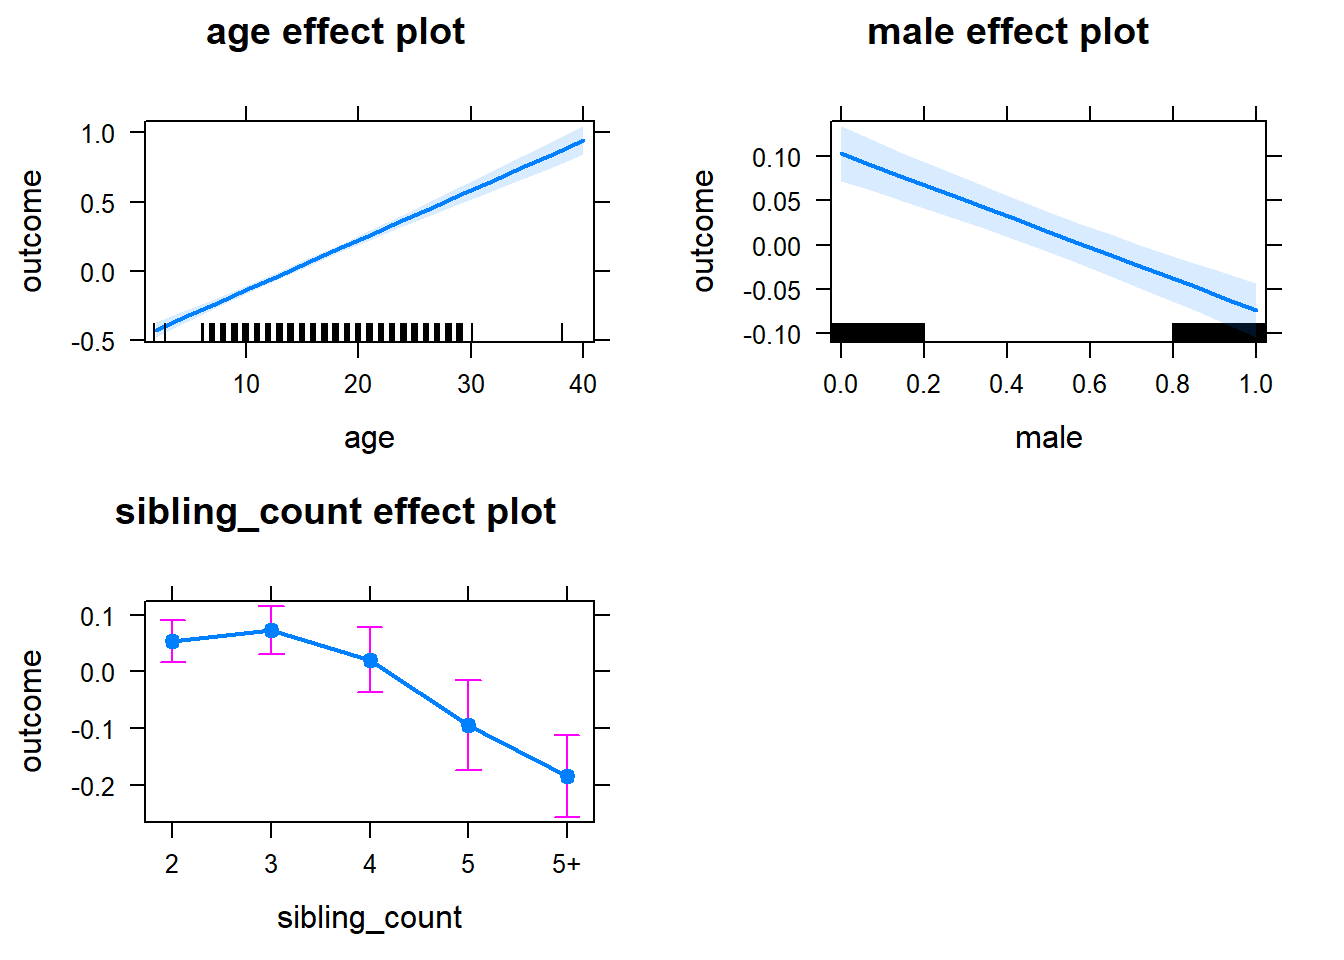 age effect plot
outcome
1.0
0.5
0.0
-0.5
10 20 30 40
age
male effect plot
outcome
0.10
0.05
0.00
-0.05
-0.10
0.0 0.2 0.4 0.6 0.8 1.0
male
sibling_count effect plot
outcome
0.1
0.0
-0.1
-0.2
2 3 4 5 5+
sibling_count